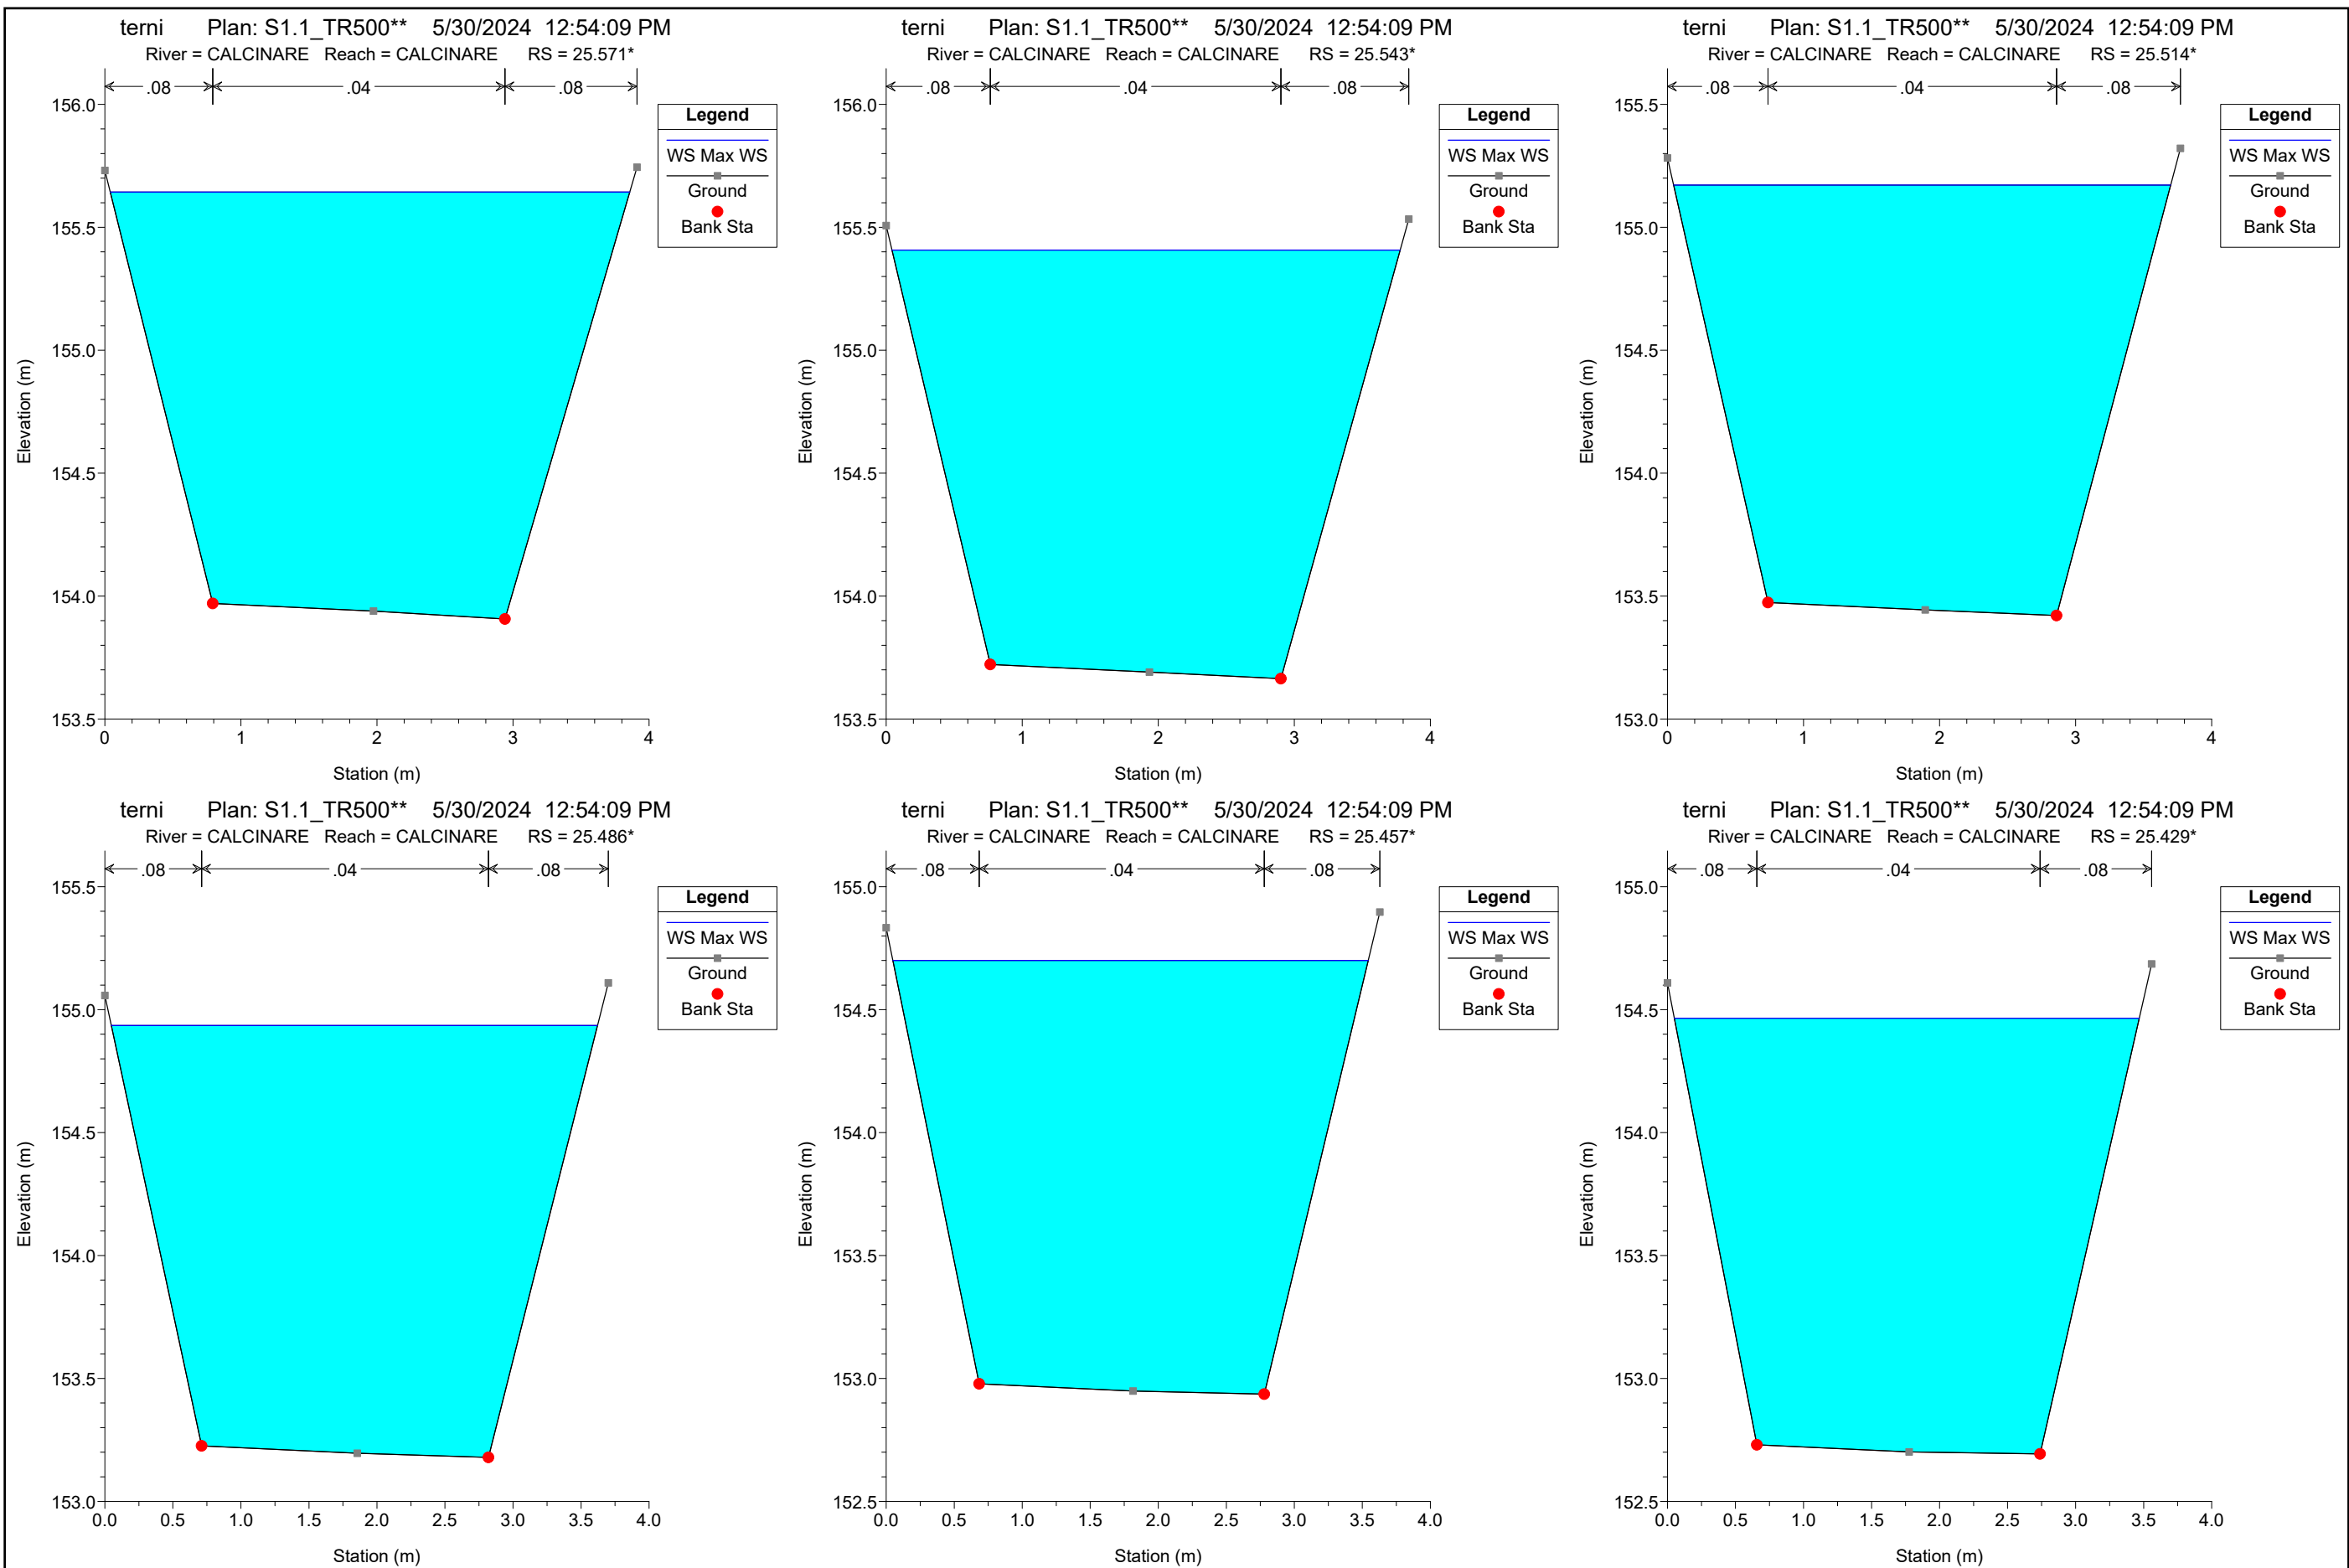 terni Plan: S1.1_TR500** 5/30/2024 12:54:09 PM
River = CALCINARE Reach = CALCINARE RS = 25.571*
.08 .04 .08
156.0
155.5
155.0
154.5
154.0
153.5
0 1 2 3 4
Station (m)
Elevation (m)
Legend
WS Max WS
Ground
Bank Sta
terni Plan: S1.1_TR500** 5/30/2024 12:54:09 PM
River = CALCINARE Reach = CALCINARE RS = 25.543*
.08 .04 .08
156.0
155.5
155.0
154.5
154.0
153.5
0 1 2 3 4
Station (m)
Elevation (m)
Legend
WS Max WS
Ground
Bank Sta
terni Plan: S1.1_TR500** 5/30/2024 12:54:09 PM
River = CALCINARE Reach = CALCINARE RS = 25.514*
.08 .04 .08
155.5
155.0
154.5
154.0
153.5
153.0
0 1 2 3 4
Station (m)
Elevation (m)
Legend
WS Max WS
Ground
Bank Sta
terni Plan: S1.1_TR500** 5/30/2024 12:54:09 PM
River = CALCINARE Reach = CALCINARE RS = 25.486*
.08 .04 .08
155.5
155.0
154.5
154.0
153.5
153.0
0.0 0.5 1.0 1.5 2.0 2.5 3.0 3.5 4.0
Station (m)
Elevation (m)
Legend
WS Max WS
Ground
Bank Sta
terni Plan: S1.1_TR500** 5/30/2024 12:54:09 PM
River = CALCINARE Reach = CALCINARE RS = 25.457*
.08 .04 .08
155.0
154.5
154.0
153.5
153.0
152.5
0.0 0.5 1.0 1.5 2.0 2.5 3.0 3.5 4.0
Station (m)
Elevation (m)
Legend
WS Max WS
Ground
Bank Sta
terni Plan: S1.1_TR500** 5/30/2024 12:54:09 PM
River = CALCINARE Reach = CALCINARE RS = 25.429*
.08 .04 .08
155.0
154.5
154.0
153.5
153.0
152.5
0.0 0.5 1.0 1.5 2.0 2.5 3.0 3.5 4.0
Station (m)
Elevation (m)
Legend
WS Max WS
Ground
Bank Sta